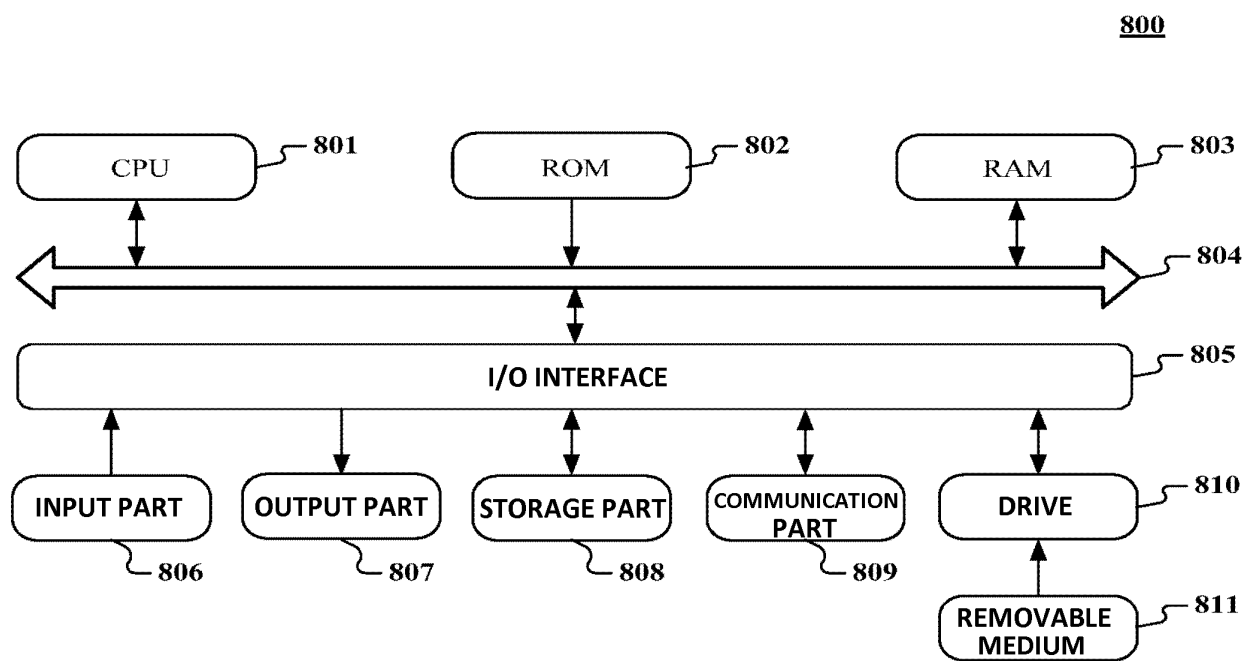 800
CPU
801
ROM
802
RAM
803
804
I/O INTERFACE
805
INPUT PART
OUTPUT PART
STORAGE PART
COMMUNICATION
PART
DRIVE
810
806
807
808
809
REMOVABLE
MEDIUM
811